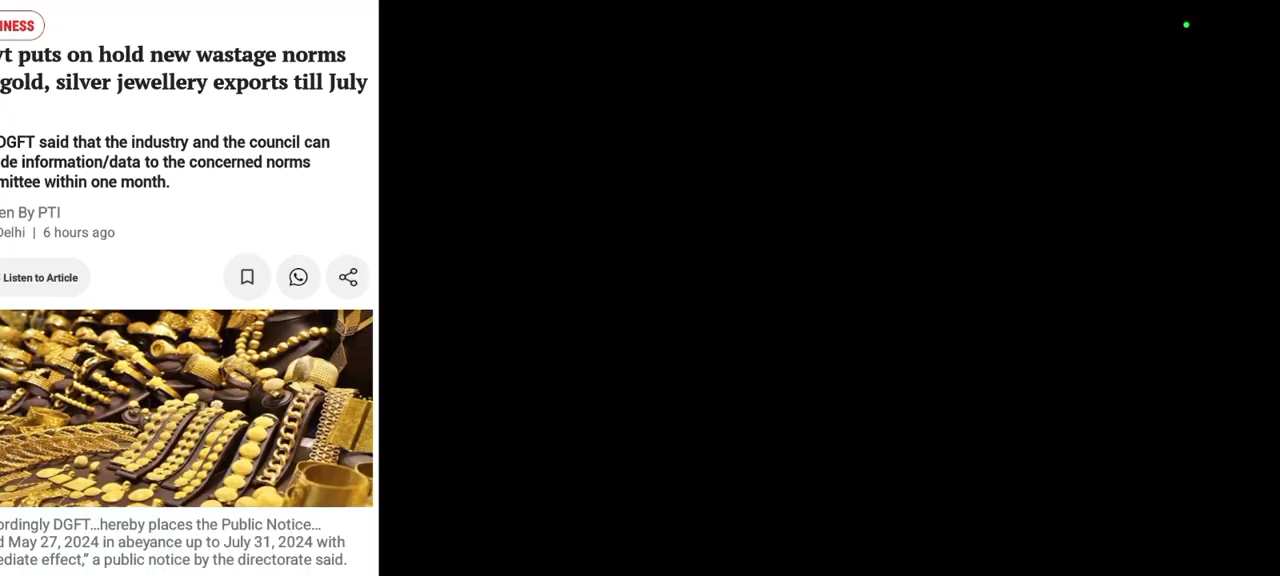 INESS
vt puts on hold new wastage norms
gold, silver jewellery exports till July
DGFT said that the industry and the council can
de information/data to the concerned norms
mittee within one month.
en By PTI
Delhi | 6 hours ago
Listen to Article
ordingly DGFT...hereby places the Public Notice...
d May 27, 2024 in abeyance up to July 31, 2024 with
ediate effect,” a public notice by the directorate said.